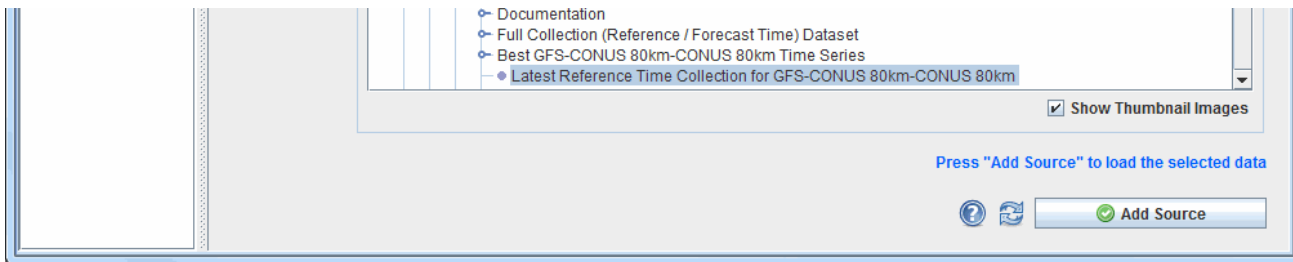 Documentation
Full Collection (Reference / Forecast Time) Dataset
Best GFS-CONUS 80km-CONUS 80km Time Series
Latest Reference Time Collection for GFS-CONUS 80km-CONUS 80km
Show Thumbnail Images
Press "Add Source" to load the selected data
Add Source